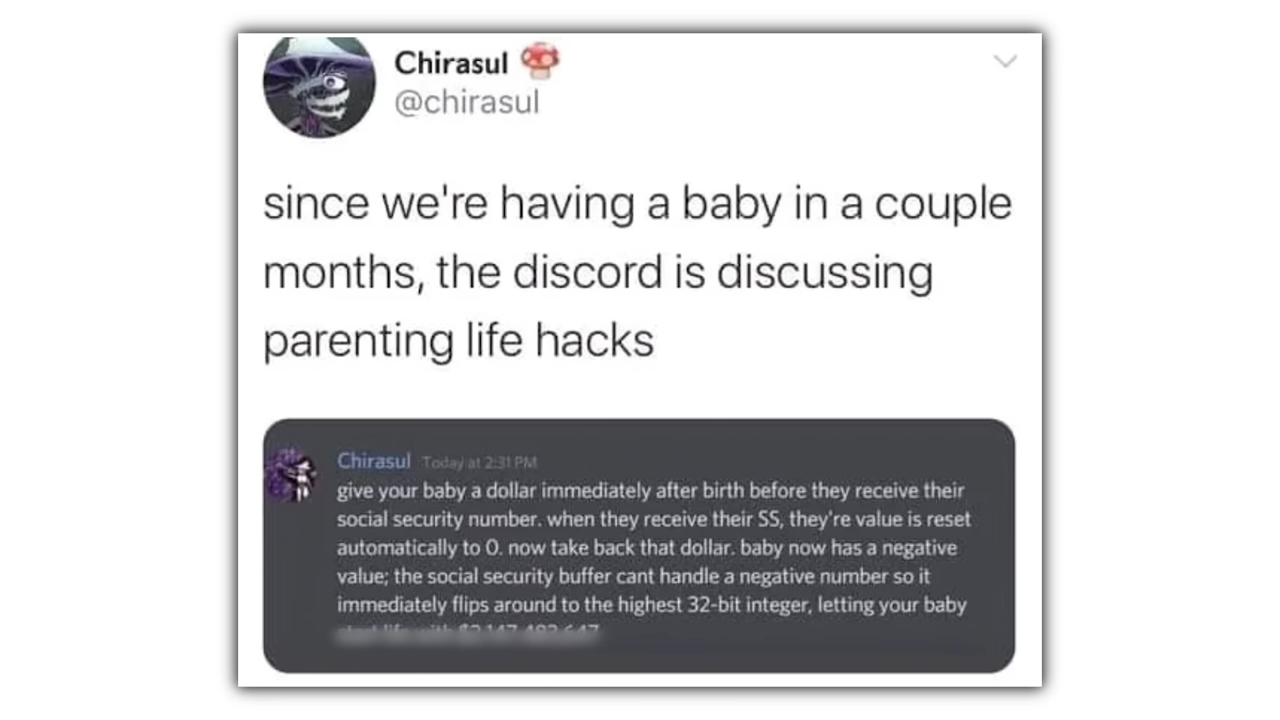 Chirasul 🍄
@chirasul
since we're having a baby in a couple
months, the discord is discussing
parenting life hacks
Chirasul Today at 2:31 PM
give your baby a dollar immediately after birth before they receive their
social security number. when they receive their SS, they're value is reset
automatically to 0. now take back that dollar. baby now has a negative
value; the social security buffer cant handle a negative number so it
immediately flips around to the highest 32-bit integer, letting your baby